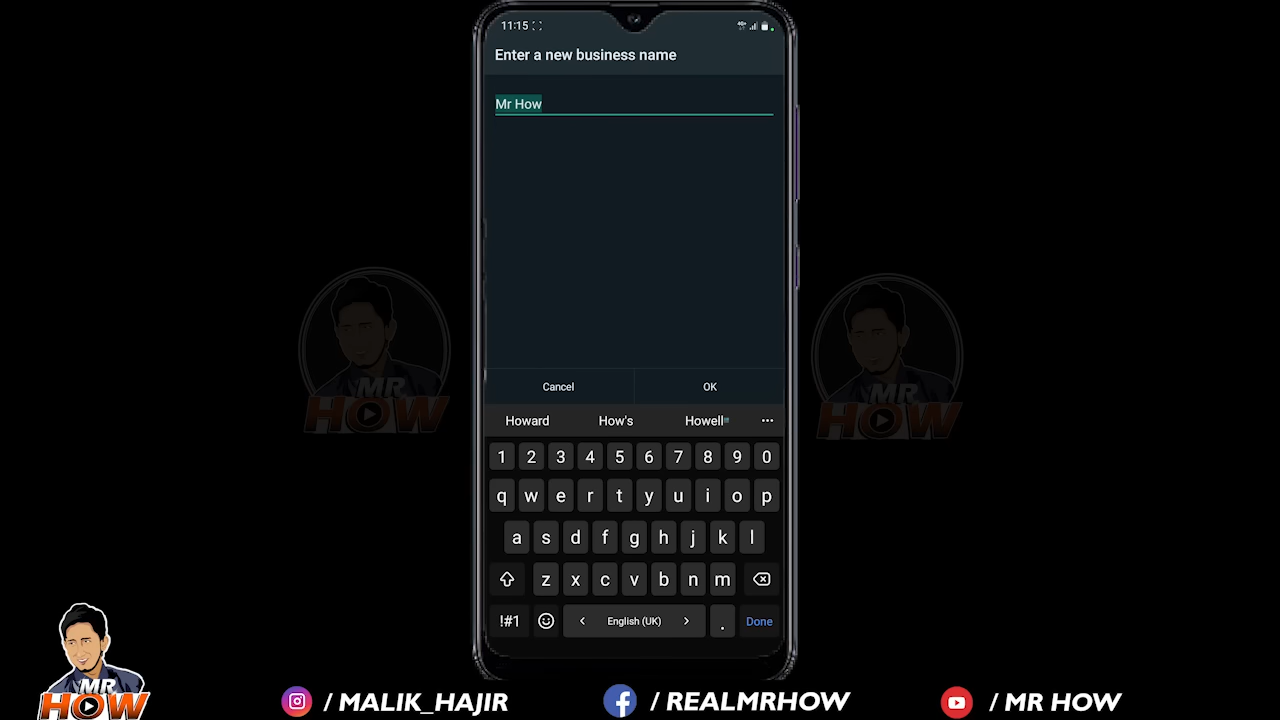 11:15
Enter a new business name
Mr How
Cancel OK
Howard How's Howell ...
1 2 3 4 5 6 7 8 9 0
q w e r t y u i o p
a s d f g h j k l
z x c v b n m
!#1 < English (UK) > . Done
MR
HOW
MR
HOW
MR
HOW
/ MALIK_HAJIR / REALMRHOW / MR HOW